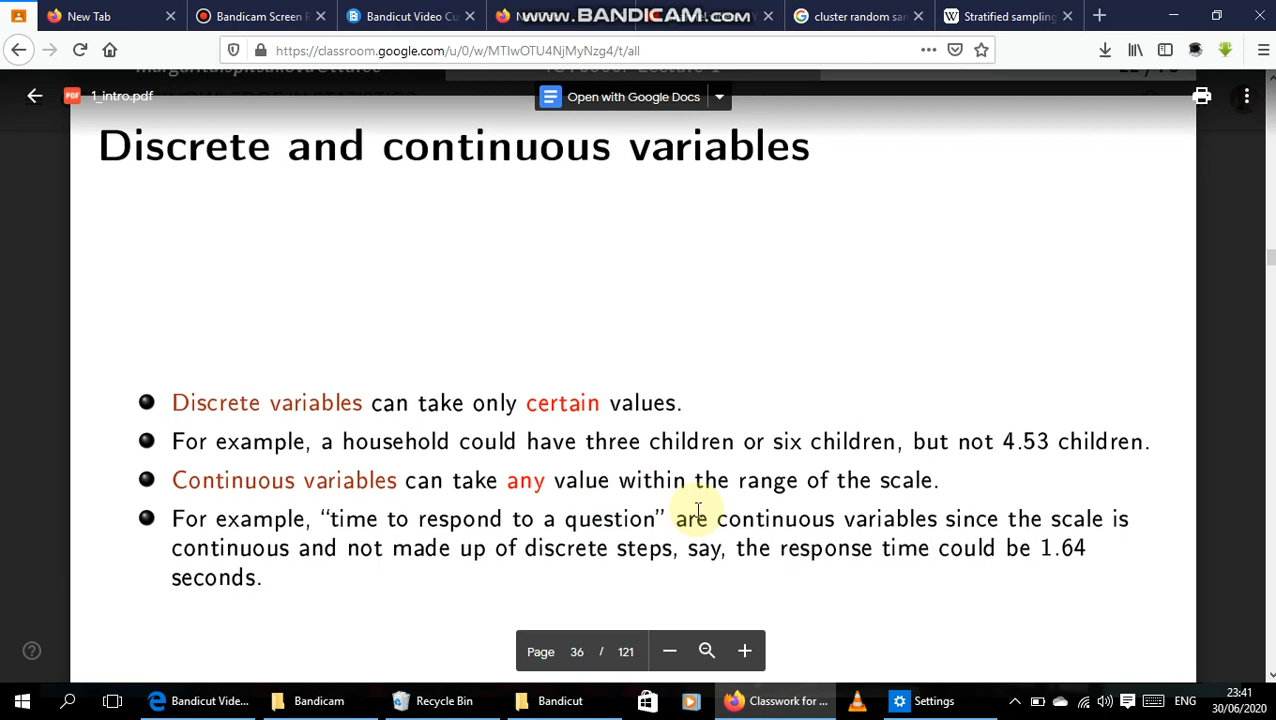 New Tab
Bandicam Screen R
Bandicut Video Cu
www.BANDICAM.com
cluster random san
Stratified sampling
https://classroom.google.com/u/0/w/MTIwOTU4NjMyNzg4/t/all
1_intro.pdf
Open with Google Docs
Discrete and continuous variables
Discrete variables can take only certain values.
For example, a household could have three children or six children, but not 4.53 children.
Continuous variables can take any value within the range of the scale.
For example, “time to respond to a question” are continuous variables since the scale is
continuous and not made up of discrete steps, say, the response time could be 1.64
seconds.
Page 36 / 121
Bandicut Vide...
Bandicam
Recycle Bin
Bandicut
Classwork for ...
Settings
ENG
23:41
30/06/2020